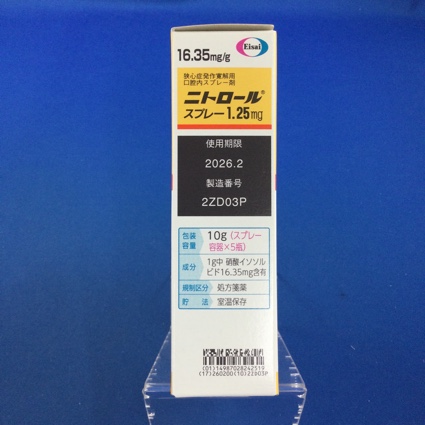 16.35mg/g
Eisai
狭心症発作寛解用
口腔内スプレー剤
ニトロール®
スプレー1.25mg
使用期限
2026.2
製造番号
2ZD03P
包装 10g(スプレー
容量 容器×5瓶)
成分 1g中 硝酸イソソル
ビド16.35mg含有
規制区分 処方箋薬
貯法 室温保存
(01)14987028242519
(17)260200(10)2ZD03P